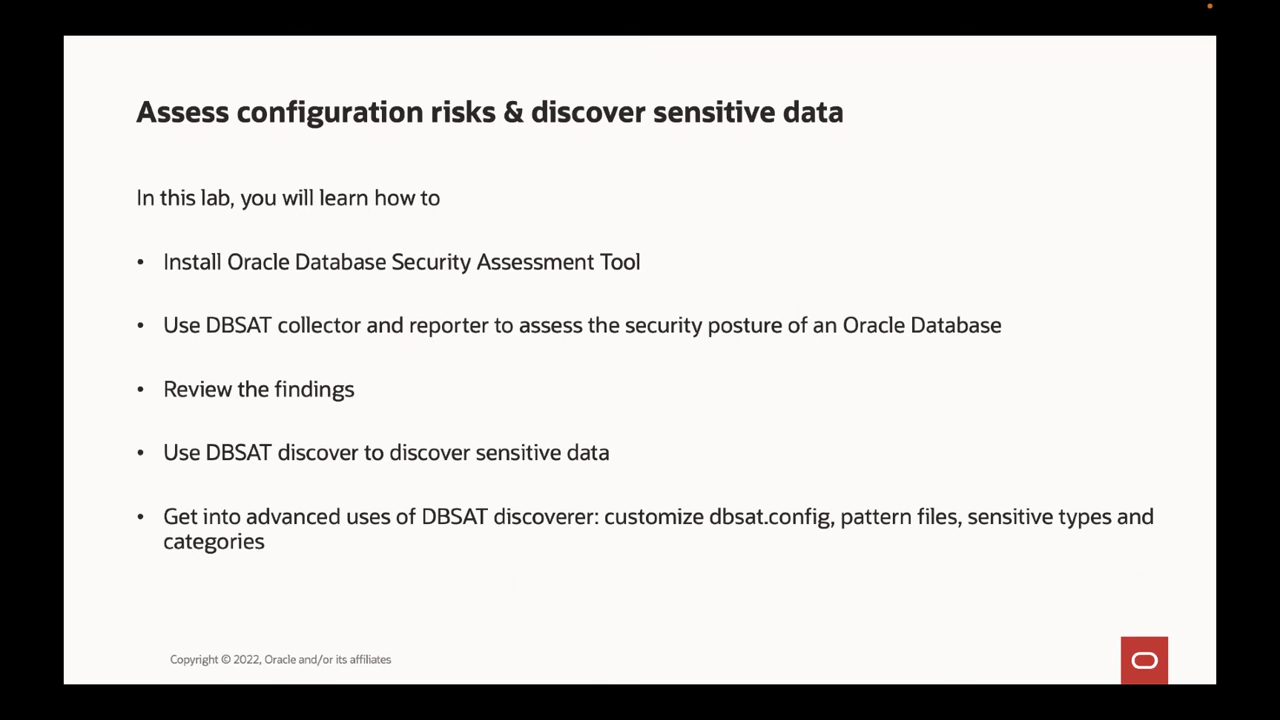 Assess configuration risks & discover sensitive data
In this lab, you will learn how to
• Install Oracle Database Security Assessment Tool
• Use DBSAT collector and reporter to assess the security posture of an Oracle Database
• Review the findings
• Use DBSAT discover to discover sensitive data
• Get into advanced uses of DBSAT discoverer: customize dbsat.config, pattern files, sensitive types and
categories
Copyright © 2022, Oracle and/or its affiliates